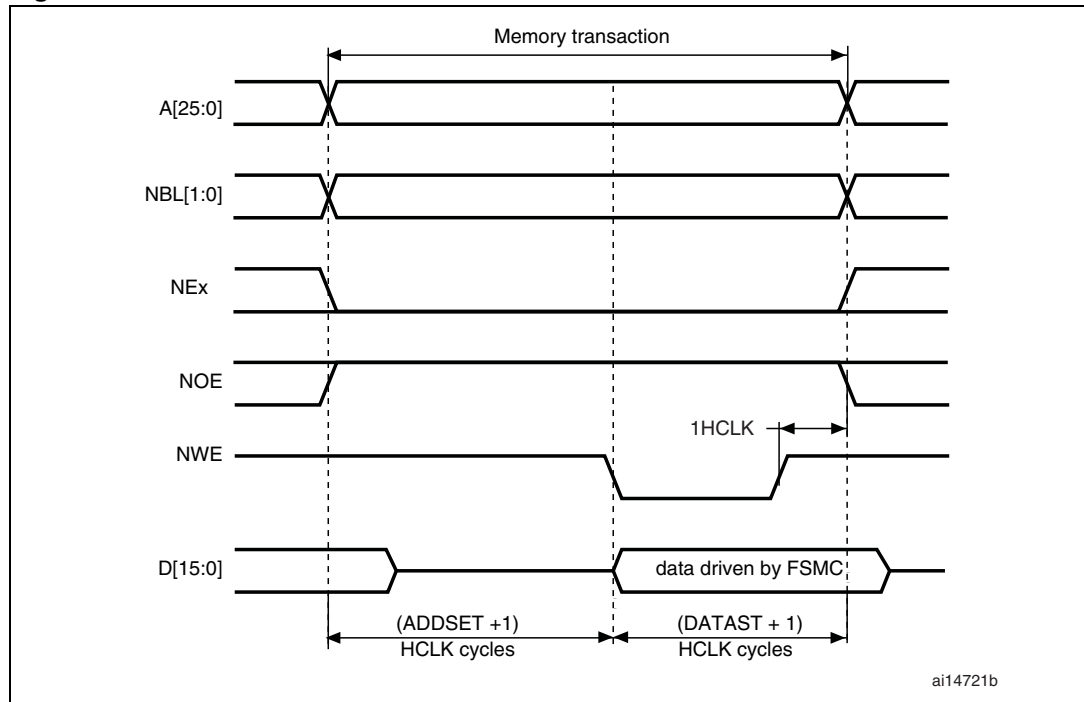 Memory transaction
A[25:0]
NBL[1:0]
NEx
NOE
1HCLK
NWE
D[15:0]
data driven by FSMC
(ADDSET +1)
HCLK cycles
(DATAST + 1)
HCLK cycles
ai14721b